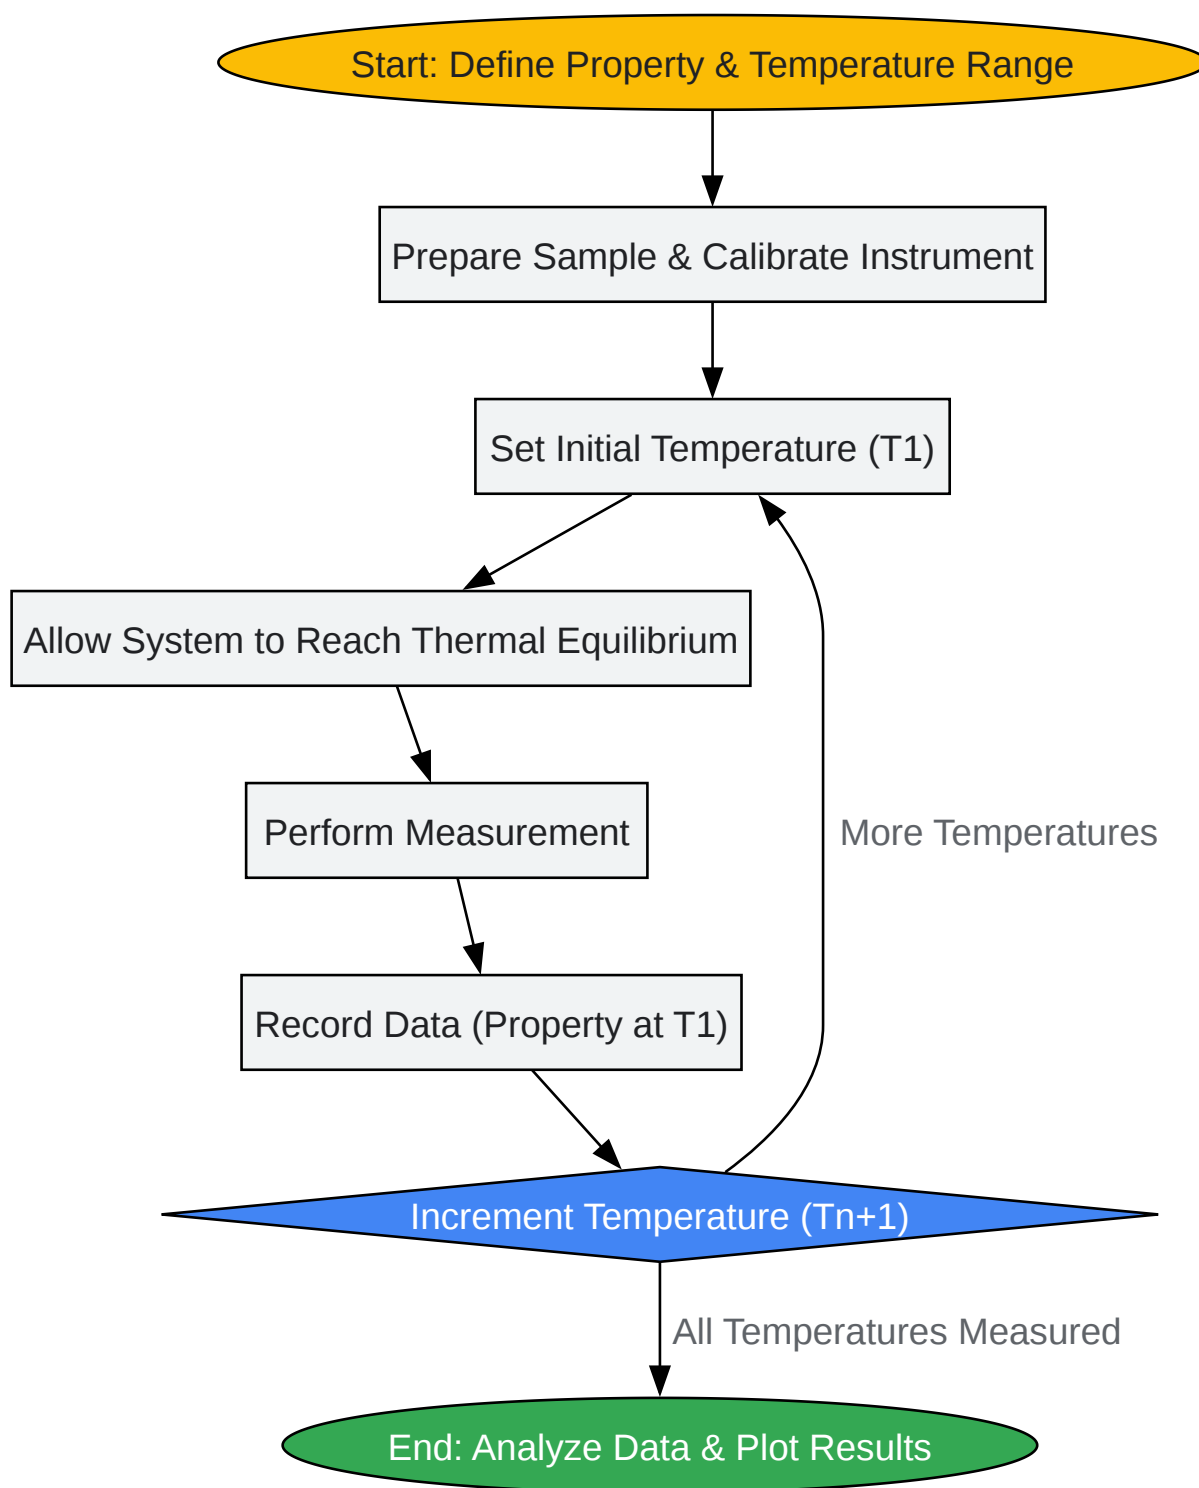 Start: Define Property & Temperature Range
Prepare Sample & Calibrate Instrument
Set Initial Temperature (T1)
Allow System to Reach Thermal Equilibrium
Perform Measurement
More Temperatures
Record Data (Property at T1)
Increment Temperature (Tn+1)
All Temperatures Measured
End: Analyze Data & Plot Results